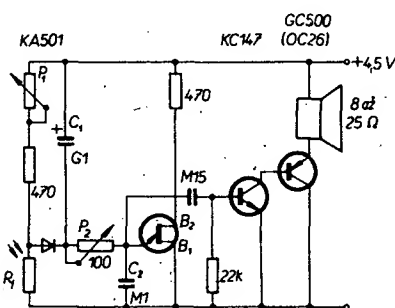 KA501
KC147
GC500
(OC26)
+4,5V
P₁
470
C₁
+
G1
8 až
25 Ω
470
M15
P₂
100
B₂
B₁
R₁
C₂
M1
22k